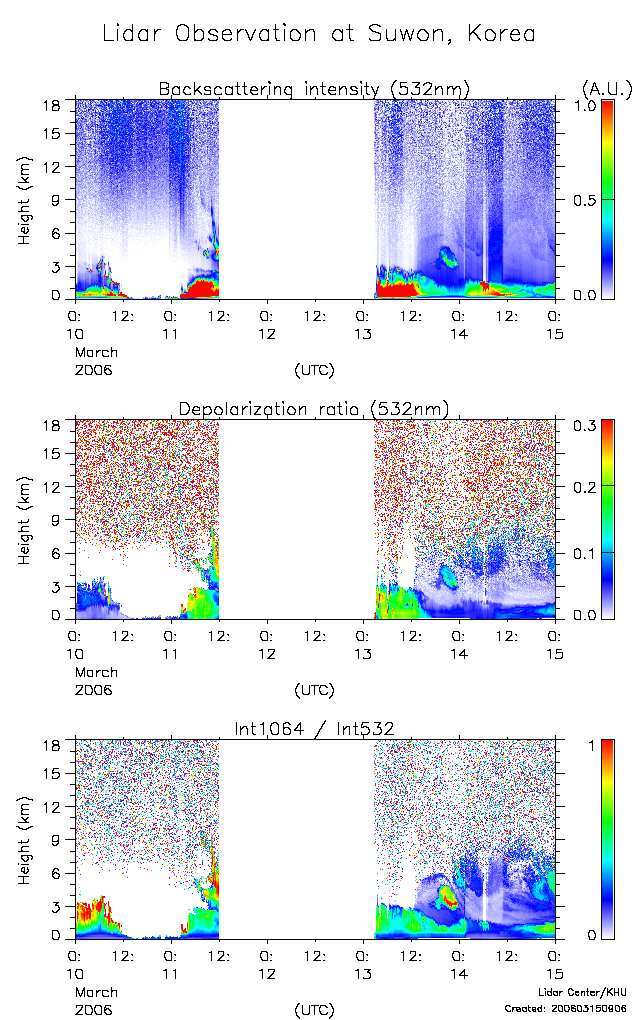 Lidar Observation at Suwon, Korea
Backscattering intensity (532nm) (A.U.)
18 15 12 9 6 3 0
Height (km)
1.0 0.5 0.0
0: 12: 0: 12: 0: 12: 0: 12: 0: 12: 0:
10 11 12 13 14 15
March
2006 (UTC)
Depolarization ratio (532nm)
18 15 12 9 6 3 0
Height (km)
0.3 0.2 0.1 0.0
0: 12: 0: 12: 0: 12: 0: 12: 0: 12: 0:
10 11 12 13 14 15
March
2006 (UTC)
Int1064 / Int532
18 15 12 9 6 3 0
Height (km)
1 0
0: 12: 0: 12: 0: 12: 0: 12: 0: 12: 0:
10 11 12 13 14 15
March
2006 (UTC)
Lidar Center/KHU
Created: 200603150906